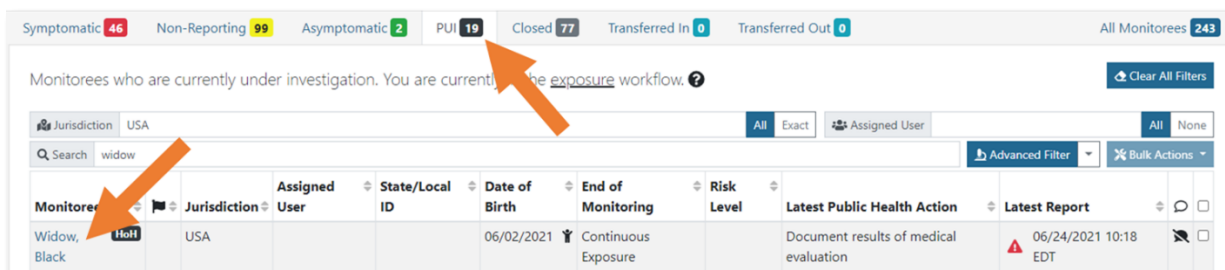 Symptomatic 46 Non-Reporting 99 Asymptomatic 2 PUI 19 Closed 77 Transferred In 0 Transferred Out 0 All Monitorees 243
Monitorees who are currently under investigation. You are currently the exposure workflow. ?
Clear All Filters
Jurisdiction USA All Exact Assigned User All None
Search widow Advanced Filter Bulk Actions
Assigned State/Local Date of End of Risk
Jurisdiction User ID Birth Monitoring Level Latest Public Health Action Latest Report
Widow, HoH USA 06/02/2021 Continuous Document results of medical 06/24/2021 10:18
Black Exposure evaluation EDT